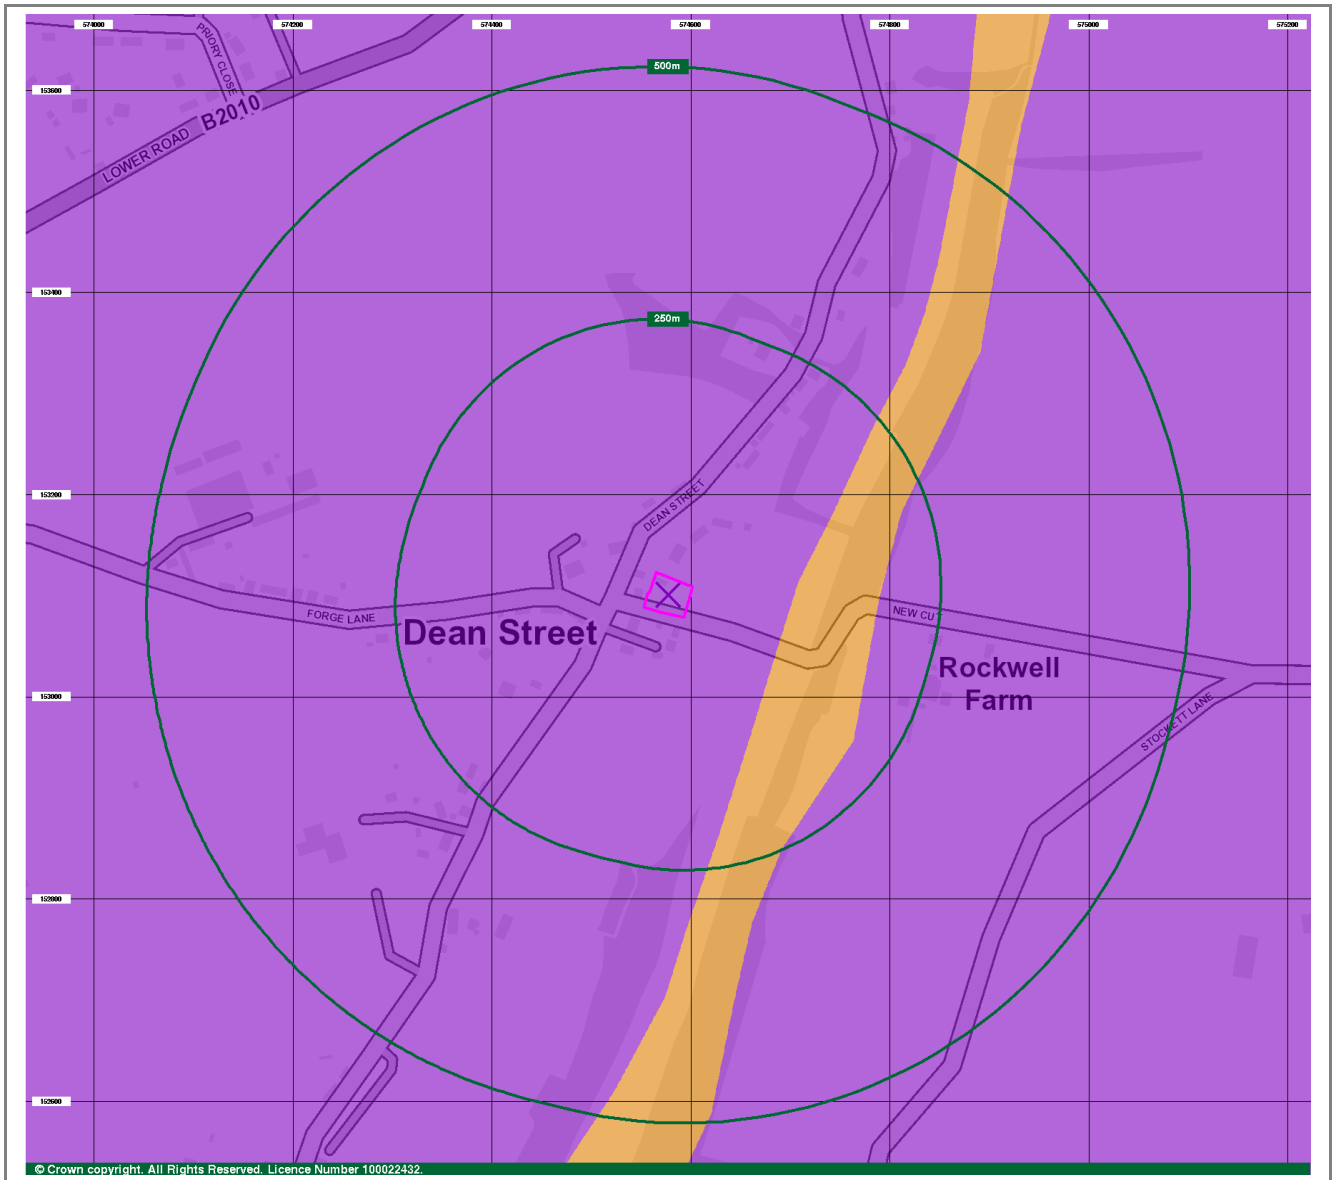 574000 574200 574400 574600 574800 575000 575200
PRIORY CLOSE
500m
153600
B2010
LOWER ROAD
153400
250m
153200
DEAN STREET
FORGE LANE
NEW CUT
Dean Street
Rockwell
Farm
153000
STOCKETT LANE
152800
152600
© Crown copyright. All Rights Reserved. Licence Number 100022432.